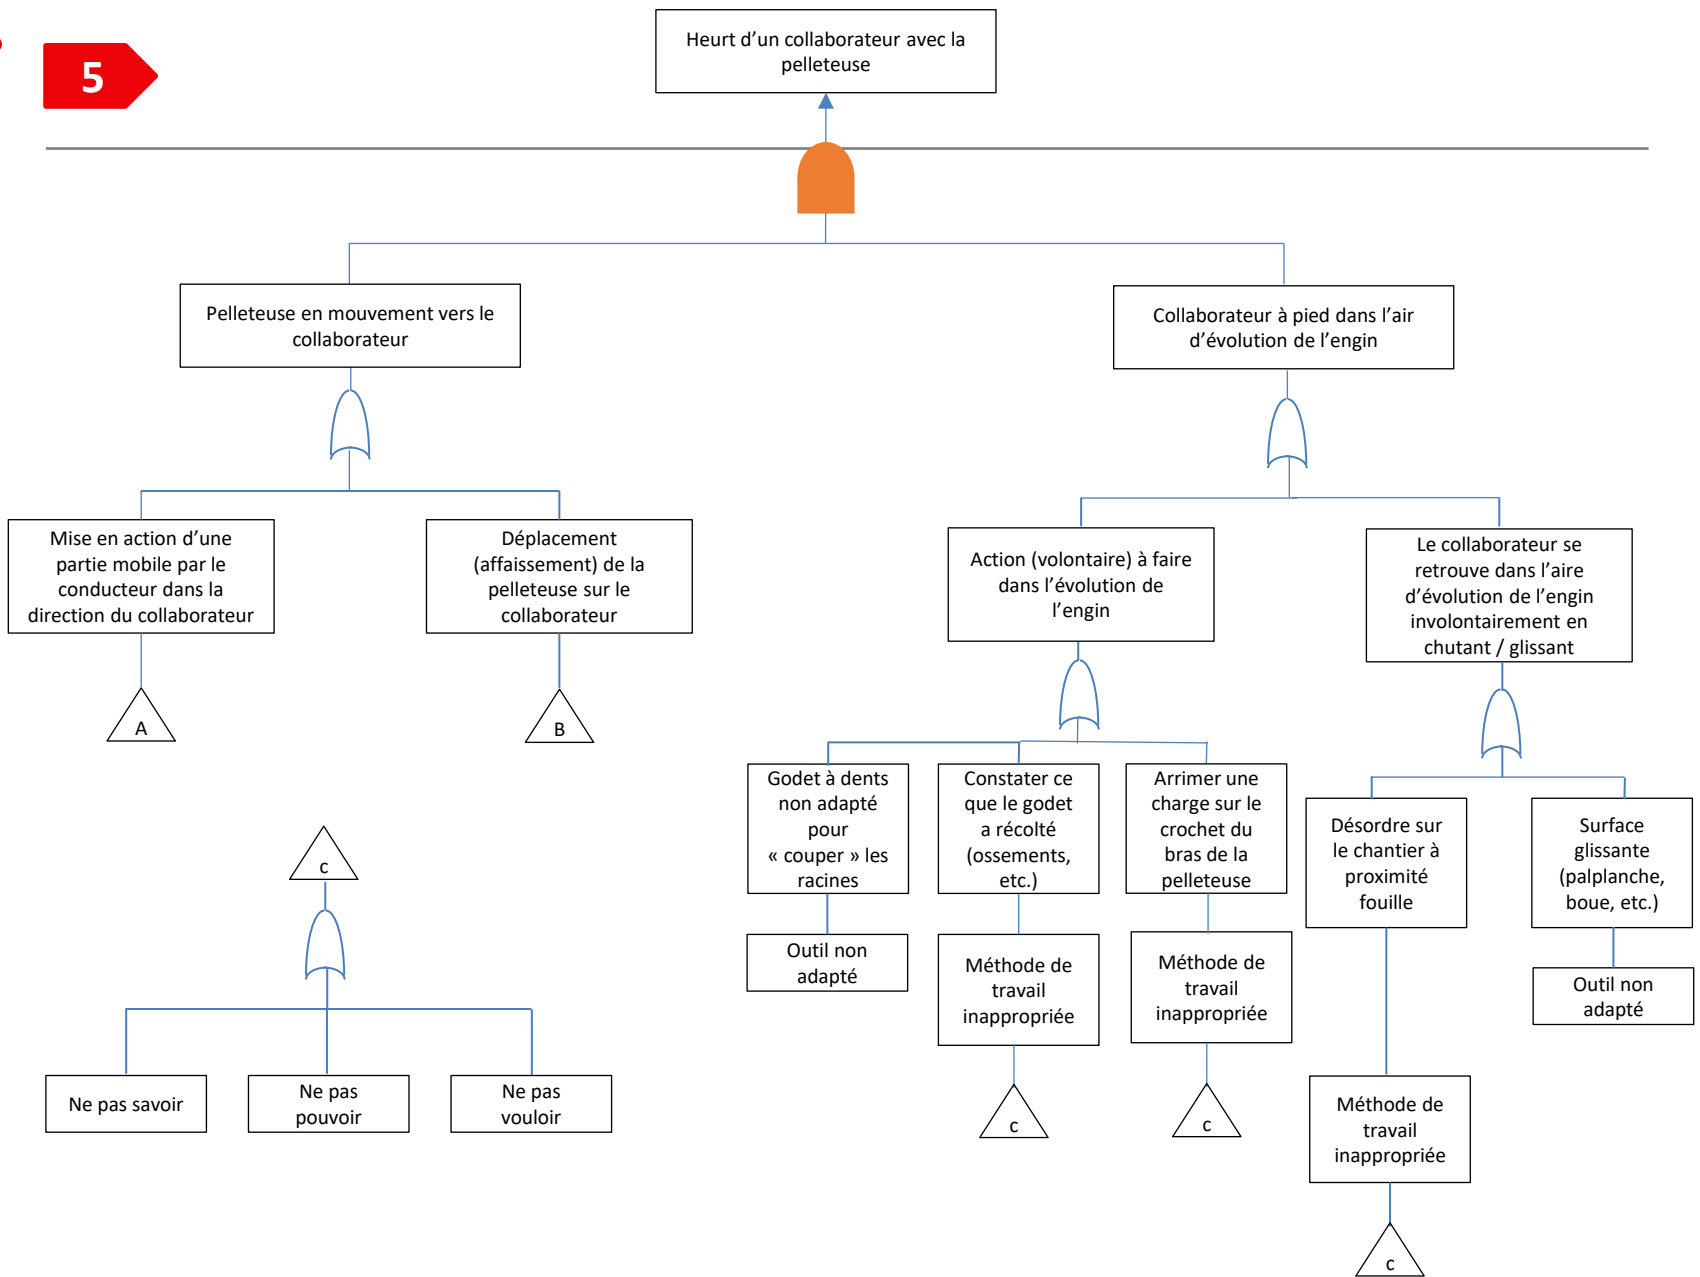 5
Heurt d’un collaborateur avec la
pelleteuse
Pelleteuse en mouvement vers le
collaborateur
Collaborateur à pied dans l’air
d’évolution de l’engin
Mise en action d’une
partie mobile par le
conducteur dans la
direction du collaborateur
Déplacement
(affaissement) de la
pelleteuse sur le
collaborateur
Action (volontaire) à faire
dans l’évolution de
l’engin
Le collaborateur se
retrouve dans l’aire
d’évolution de l’engin
involontairement en
chutant / glissant
A
B
Godet à dents
non adapté
pour
« couper » les
racines
Constater ce
que le godet
a récolté
(ossements,
etc.)
Arrimer une
charge sur le
crochet du
bras de la
pelleteuse
Désordre sur
le chantier à
proximité
fouille
Surface
glissante
(palplanche,
boue, etc.)
c
Outil non
adapté
Méthode de
travail
inappropriée
Méthode de
travail
inappropriée
Outil non
adapté
Ne pas savoir
Ne pas
pouvoir
Ne pas
vouloir
c
c
Méthode de
travail
inappropriée
c